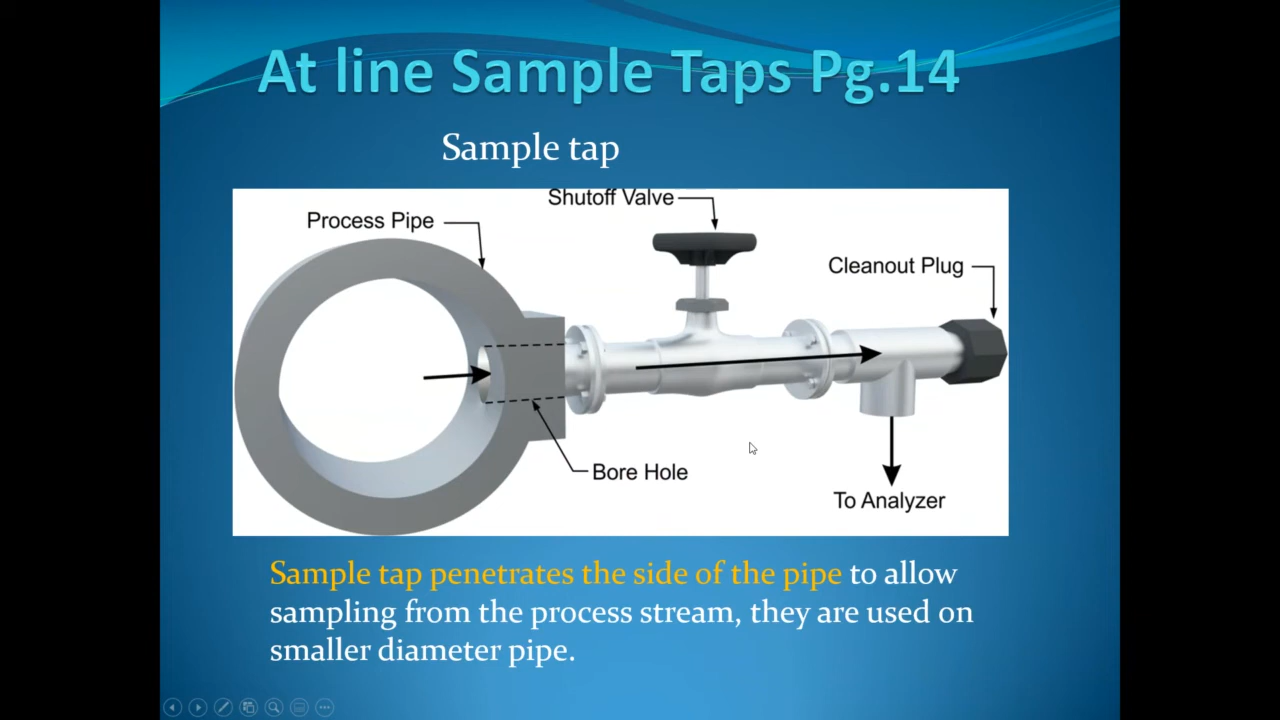 At line Sample Taps Pg.14
Sample tap
Shutoff Valve
Process Pipe
Cleanout Plug
Bore Hole
To Analyzer
Sample tap penetrates the side of the pipe to allow
sampling from the process stream, they are used on
smaller diameter pipe.